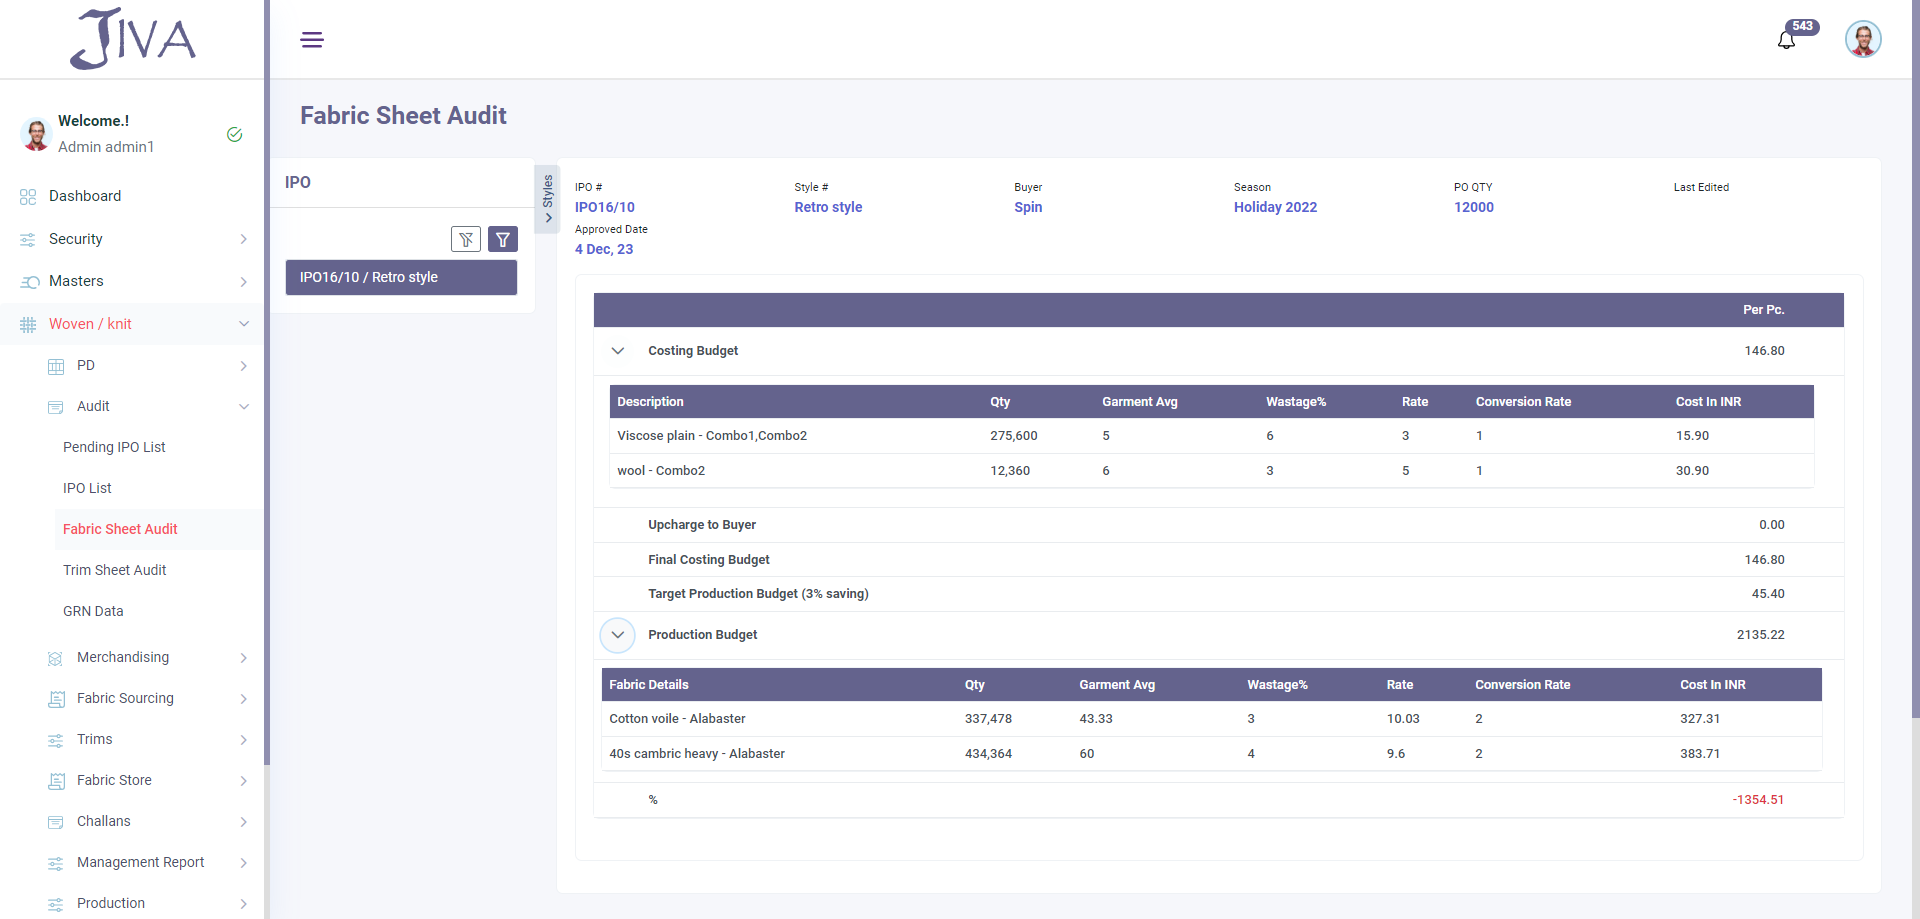 JIVA
543
Welcome.!
Admin admin1
Dashboard
Security
Masters
Woven / knit
PD
Audit
Pending IPO List
IPO List
Fabric Sheet Audit
Trim Sheet Audit
GRN Data
Merchandising
Fabric Sourcing
Trims
Fabric Store
Challans
Management Report
Production
Fabric Sheet Audit
IPO
IPO16/10 / Retro style
Styles
IPO # Style # Buyer Season PO QTY Last Edited
IPO16/10 Retro style Spin Holiday 2022 12000
Approved Date
4 Dec, 23
Per Pc.
Costing Budget 146.80
Description Qty Garment Avg Wastage% Rate Conversion Rate Cost In INR
Viscose plain - Combo1,Combo2 275,600 5 6 3 1 15.90
wool - Combo2 12,360 6 3 5 1 30.90
Upcharge to Buyer 0.00
Final Costing Budget 146.80
Target Production Budget (3% saving) 45.40
Production Budget 2135.22
Fabric Details Qty Garment Avg Wastage% Rate Conversion Rate Cost In INR
Cotton voile - Alabaster 337,478 43.33 3 10.03 2 327.31
40s cambric heavy - Alabaster 434,364 60 4 9.6 2 383.71
% -1354.51